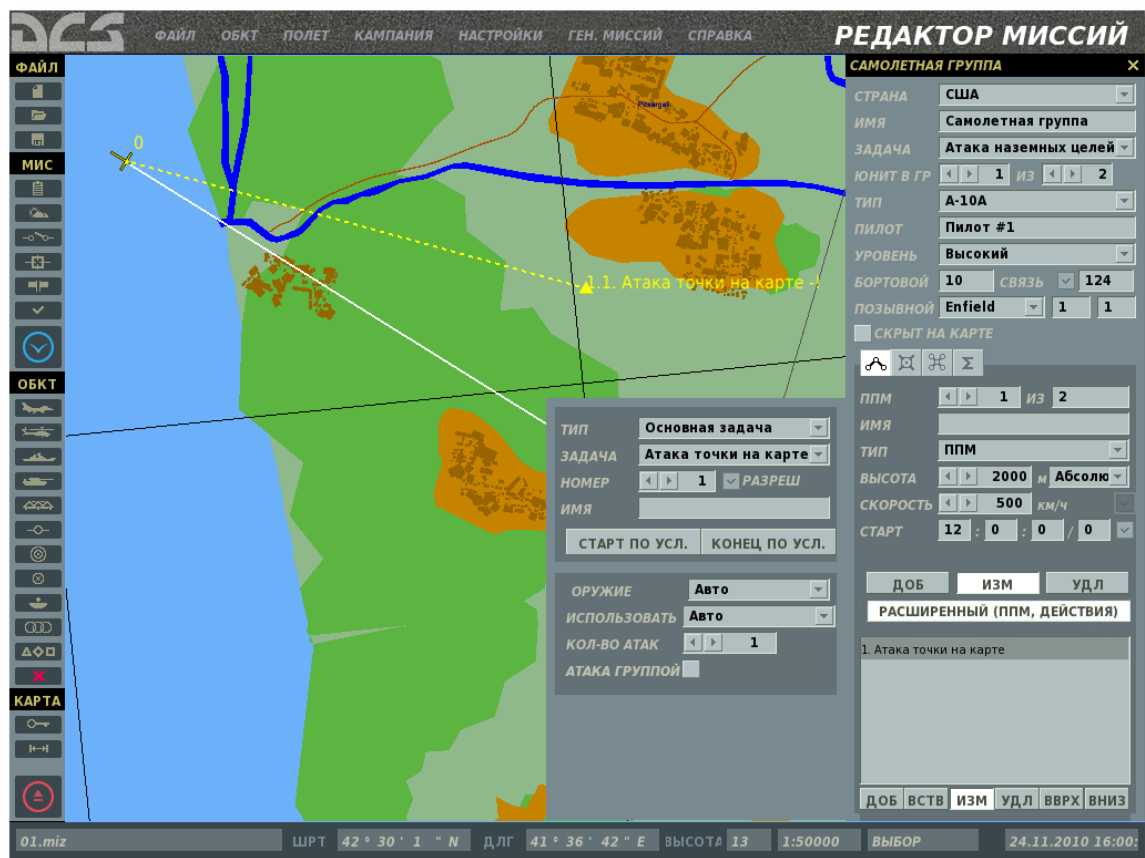 DCS
ФАЙЛ ОБКТ ПОЛЕТ КАМПАНИЯ НАСТРОЙКИ ГЕН. МИССИЙ СПРАВКА
РЕДАКТОР МИССИЙ
ФАЙЛ
МИС
ОБКТ
КАРТА
0
1.1. Атака точки на карте -!
САМОЛЕТНАЯ ГРУППА
СТРАНА США
ИМЯ Самолетная группа
ЗАДАЧА Атака наземных целей
ЮНИТ В ГР 1 ИЗ 2
ТИП A-10A
ПИЛОТ Пилот #1
УРОВЕНЬ Высокий
БОРТОВОЙ 10 СВЯЗЬ 124
ПОЗЫВНОЙ Enfield 1 1
СКРЫТ НА КАРТЕ
ППМ 1 ИЗ 2
ИМЯ
ТИП ППМ
ВЫСОТА 2000 м Абсолю
СКОРОСТЬ 500 км/ч
СТАРТ 12 : 0 : 0 / 0
ДОБ ИЗМ УДЛ
РАСШИРЕННЫЙ (ППМ, ДЕЙСТВИЯ)
1. Атака точки на карте
ДОБ ВСТВ ИЗМ УДЛ ВВРХ ВНИЗ
ТИП Основная задача
ЗАДАЧА Атака точки на карте
НОМЕР 1 РАЗРЕШ
ИМЯ
СТАРТ ПО УСЛ. КОНЕЦ ПО УСЛ.
ОРУЖИЕ Авто
ИСПОЛЬЗОВАТЬ Авто
КОЛ-ВО АТАК 1
АТАКА ГРУППОЙ
01.miz ШРТ 42 ° 30 ' 1 " N ДЛГ 41 ° 36 ' 42 " E ВЫСОТА 13 1:50000 ВЫБОР 24.11.2010 16:00: